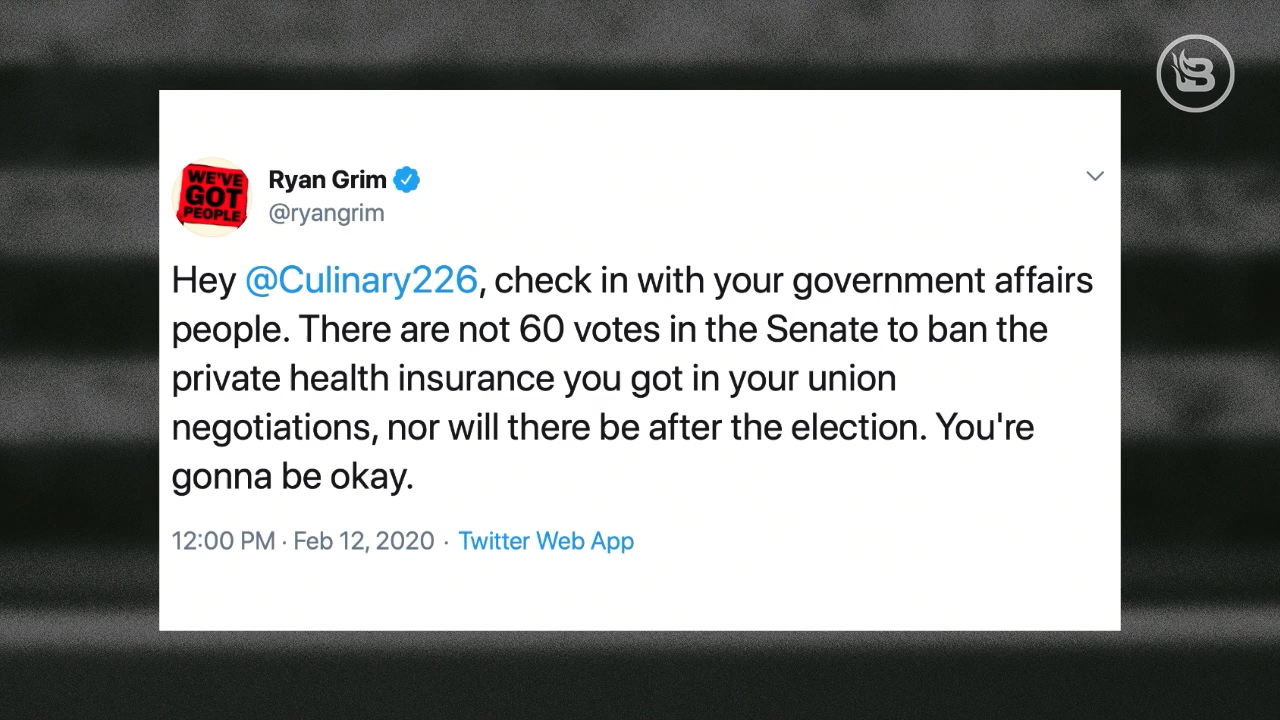 WE'VE
GOT
PEOPLE
Ryan Grim
@ryangrim
Hey @Culinary226, check in with your government affairs
people. There are not 60 votes in the Senate to ban the
private health insurance you got in your union
negotiations, nor will there be after the election. You're
gonna be okay.
12:00 PM · Feb 12, 2020 · Twitter Web App
B